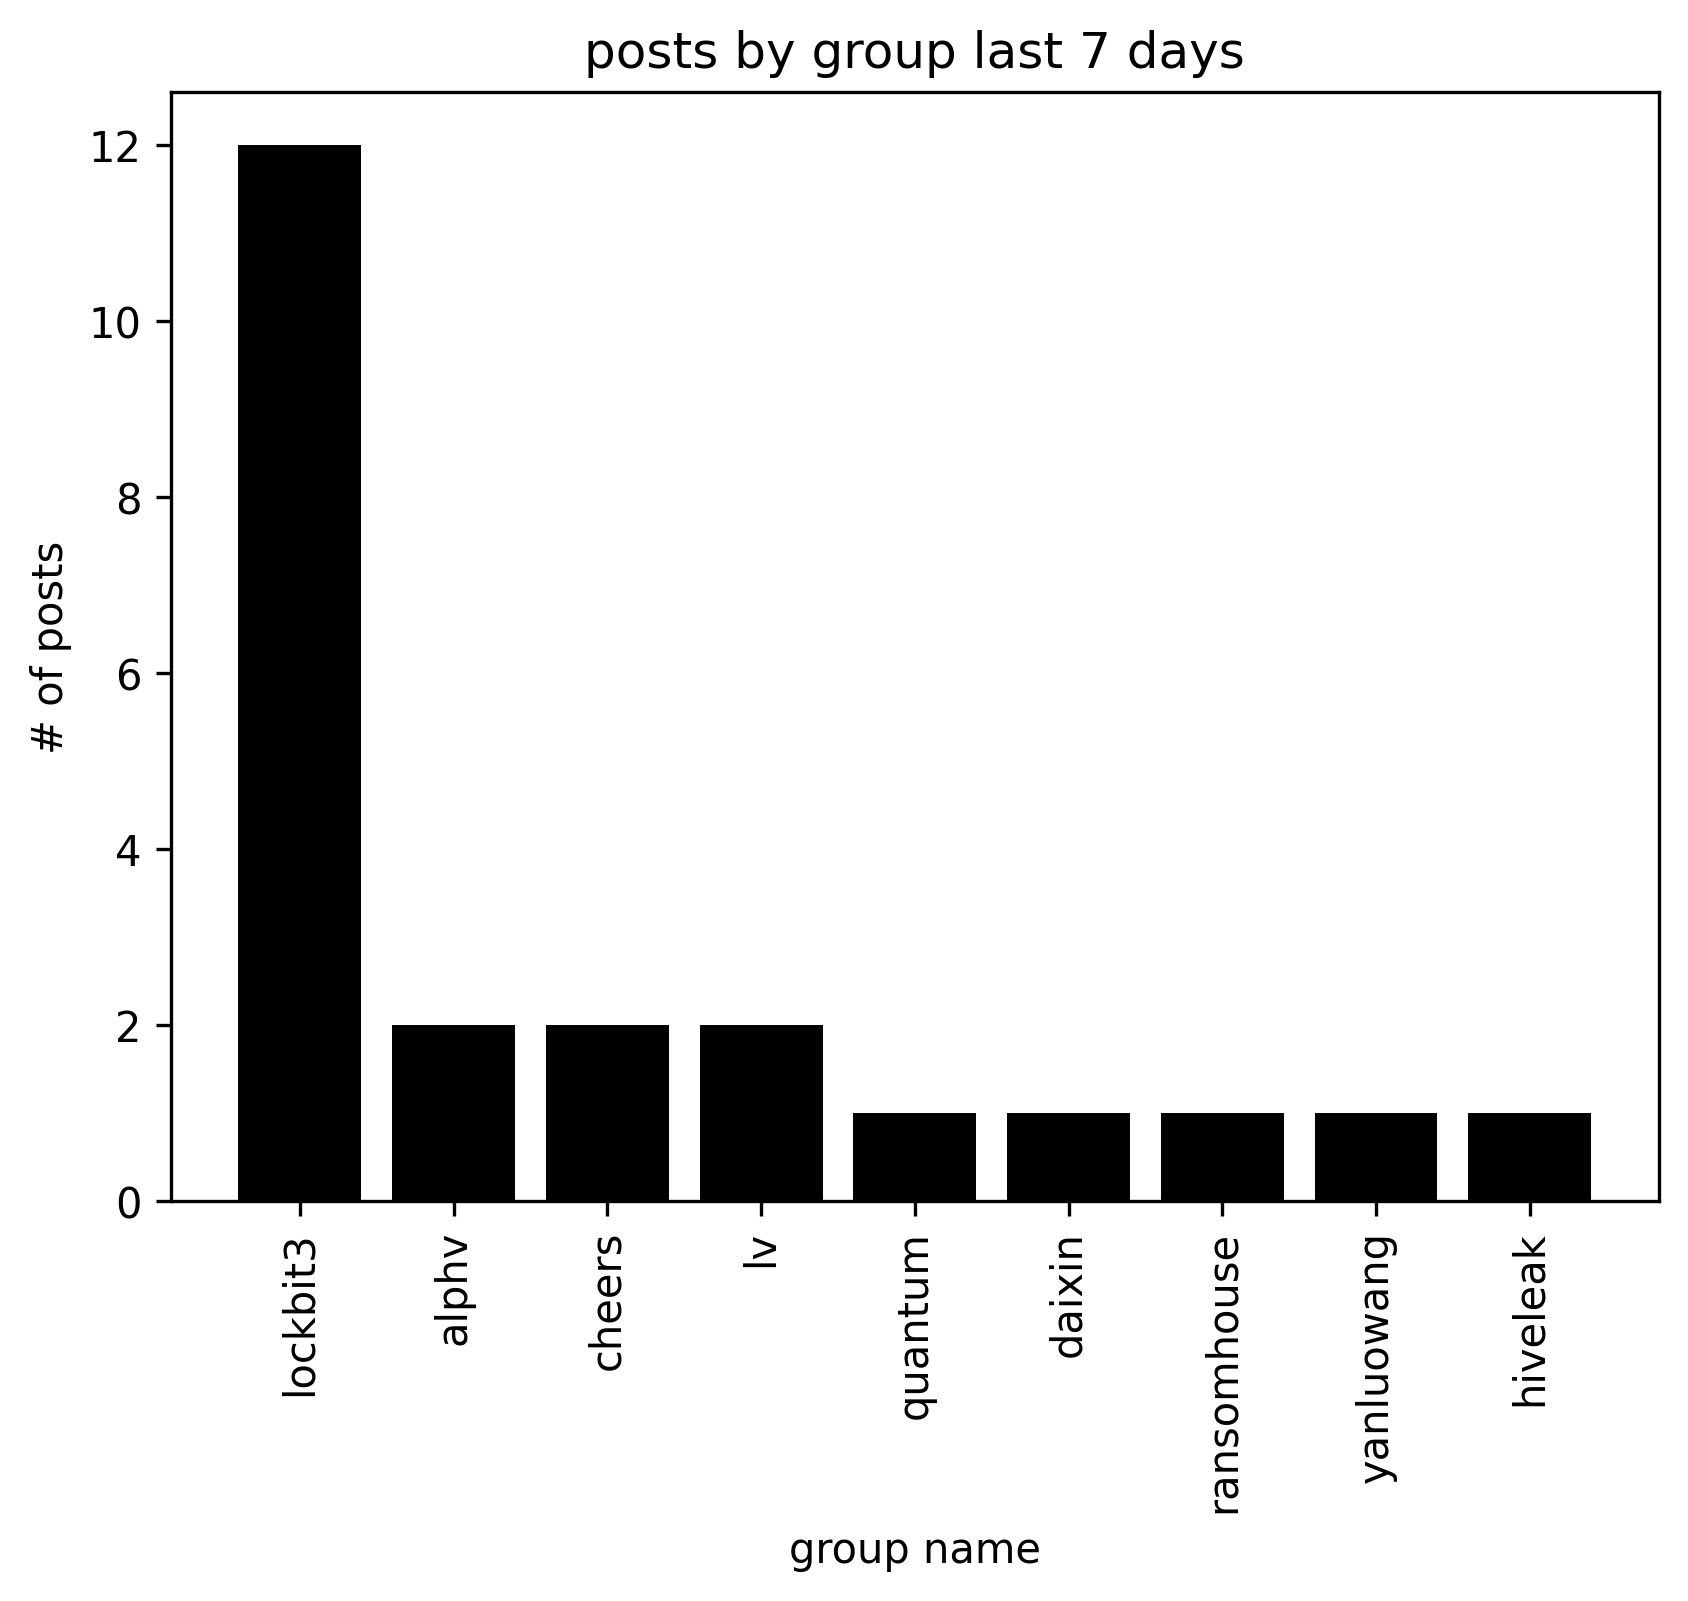 posts by group last 7 days
12
10
8
6
4
2
0
# of posts
lockbit3
alphv
cheers
lv
quantum
daixin
ransomhouse
yanluowang
hiveleak
group name